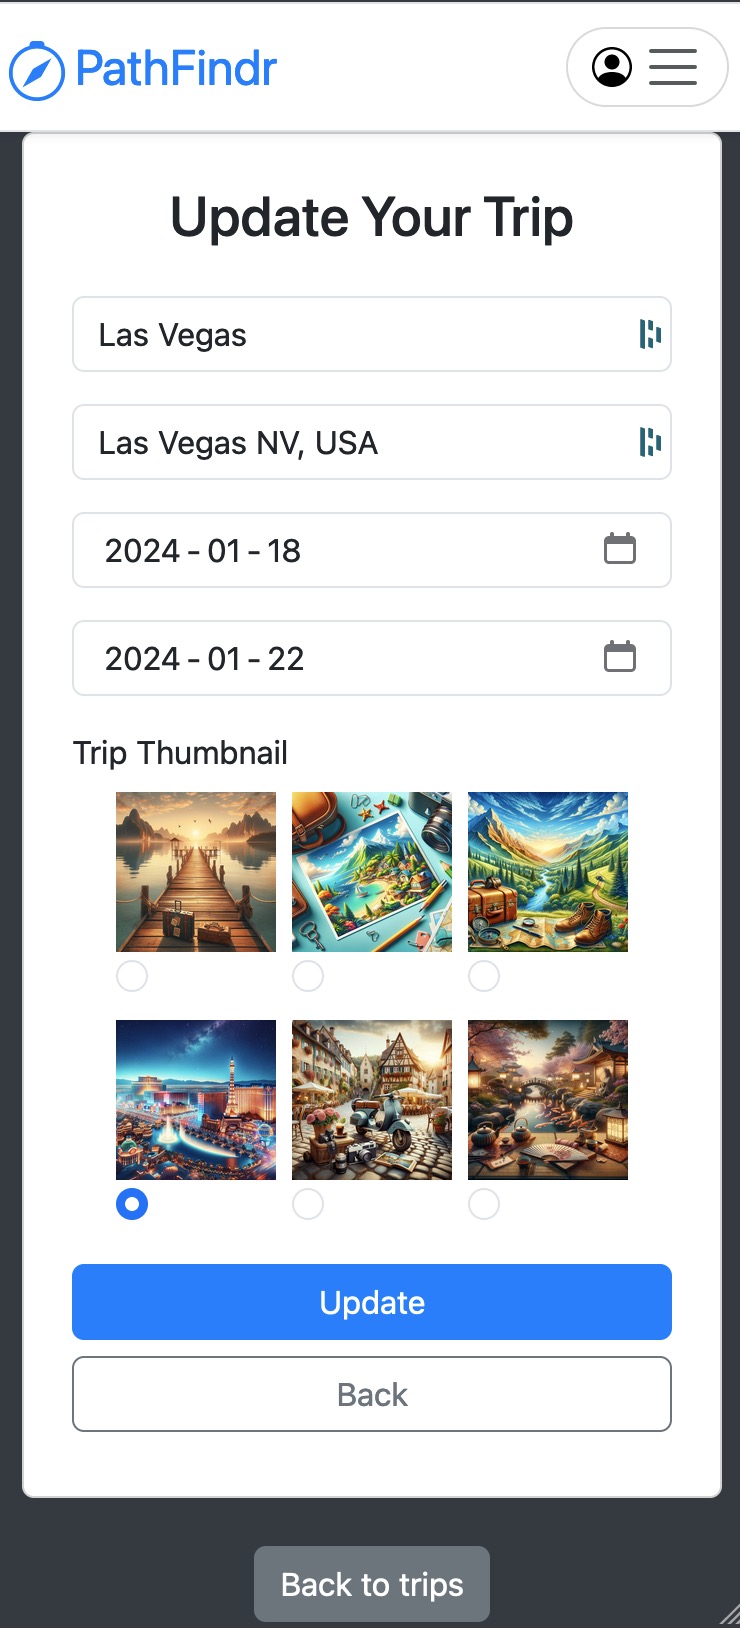 PathFindr
Update Your Trip
Las Vegas
Las Vegas NV, USA
2024-01-18
2024-01-22
Trip Thumbnail
Update
Back
Back to trips